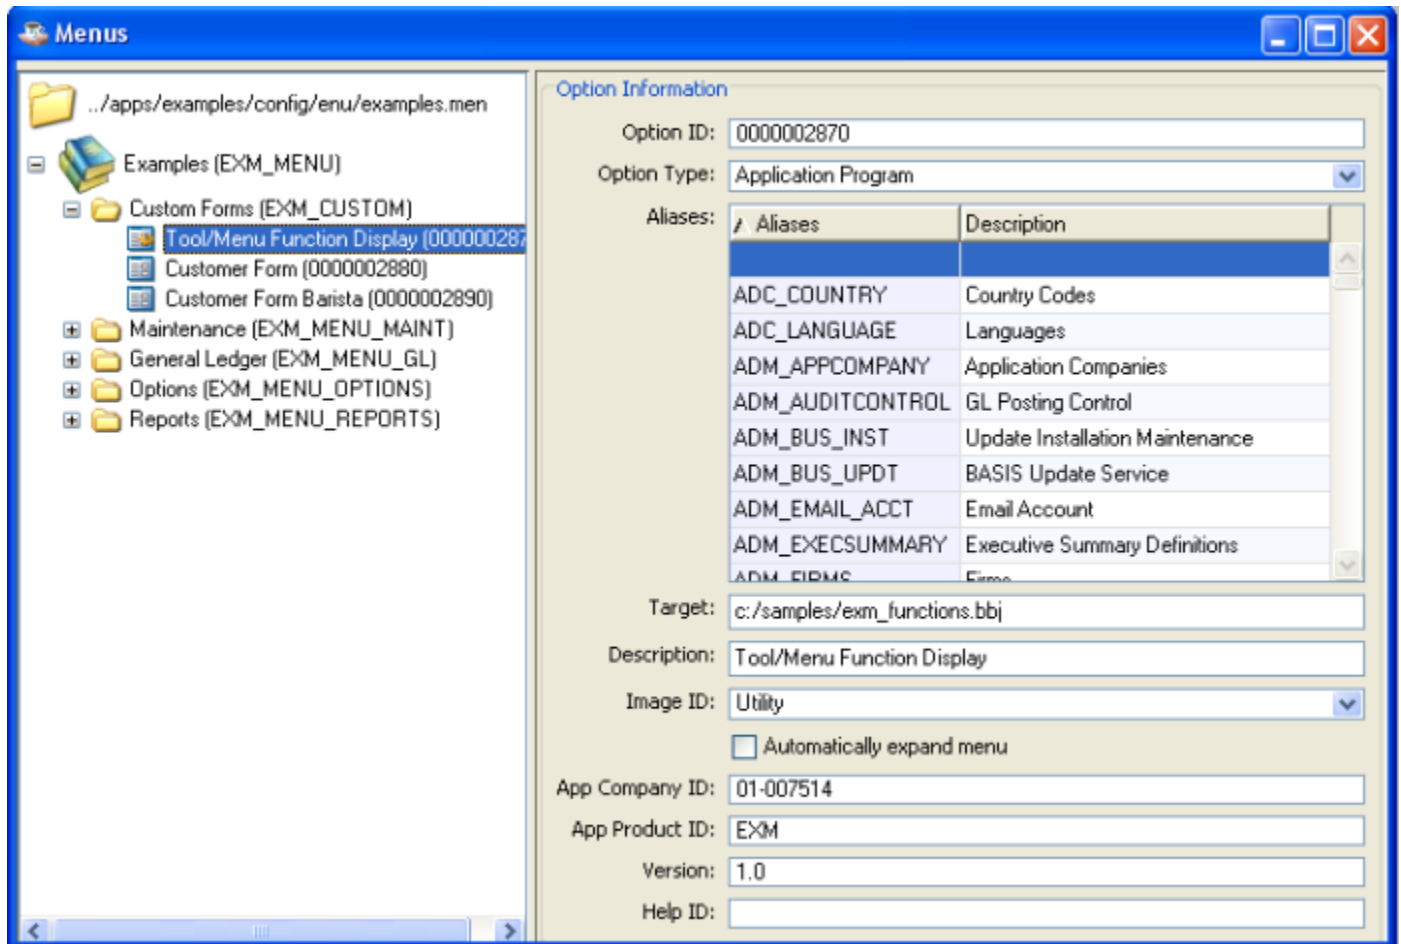 Menus
../apps/examples/config/enu/examples.men
Examples (EXM_MENU)
Custom Forms (EXM_CUSTOM)
Tool/Menu Function Display (000000287
Customer Form (0000002880)
Customer Form Barista (0000002890)
Maintenance (EXM_MENU_MAINT)
General Ledger (EXM_MENU_GL)
Options (EXM_MENU_OPTIONS)
Reports (EXM_MENU_REPORTS)
Option Information
Option ID: 0000002870
Option Type: Application Program
Aliases: Aliases Description
ADC_COUNTRY Country Codes
ADC_LANGUAGE Languages
ADM_APPCOMPANY Application Companies
ADM_AUDITCONTROL GL Posting Control
ADM_BUS_INST Update Installation Maintenance
ADM_BUS_UPDT BASIS Update Service
ADM_EMAIL_ACCT Email Account
ADM_EXECSUMMARY Executive Summary Definitions
ADM_FIRMS Firms
Target: c:/samples/exm_functions.bbj
Description: Tool/Menu Function Display
Image ID: Utility
Automatically expand menu
App Company ID: 01-007514
App Product ID: EXM
Version: 1.0
Help ID: